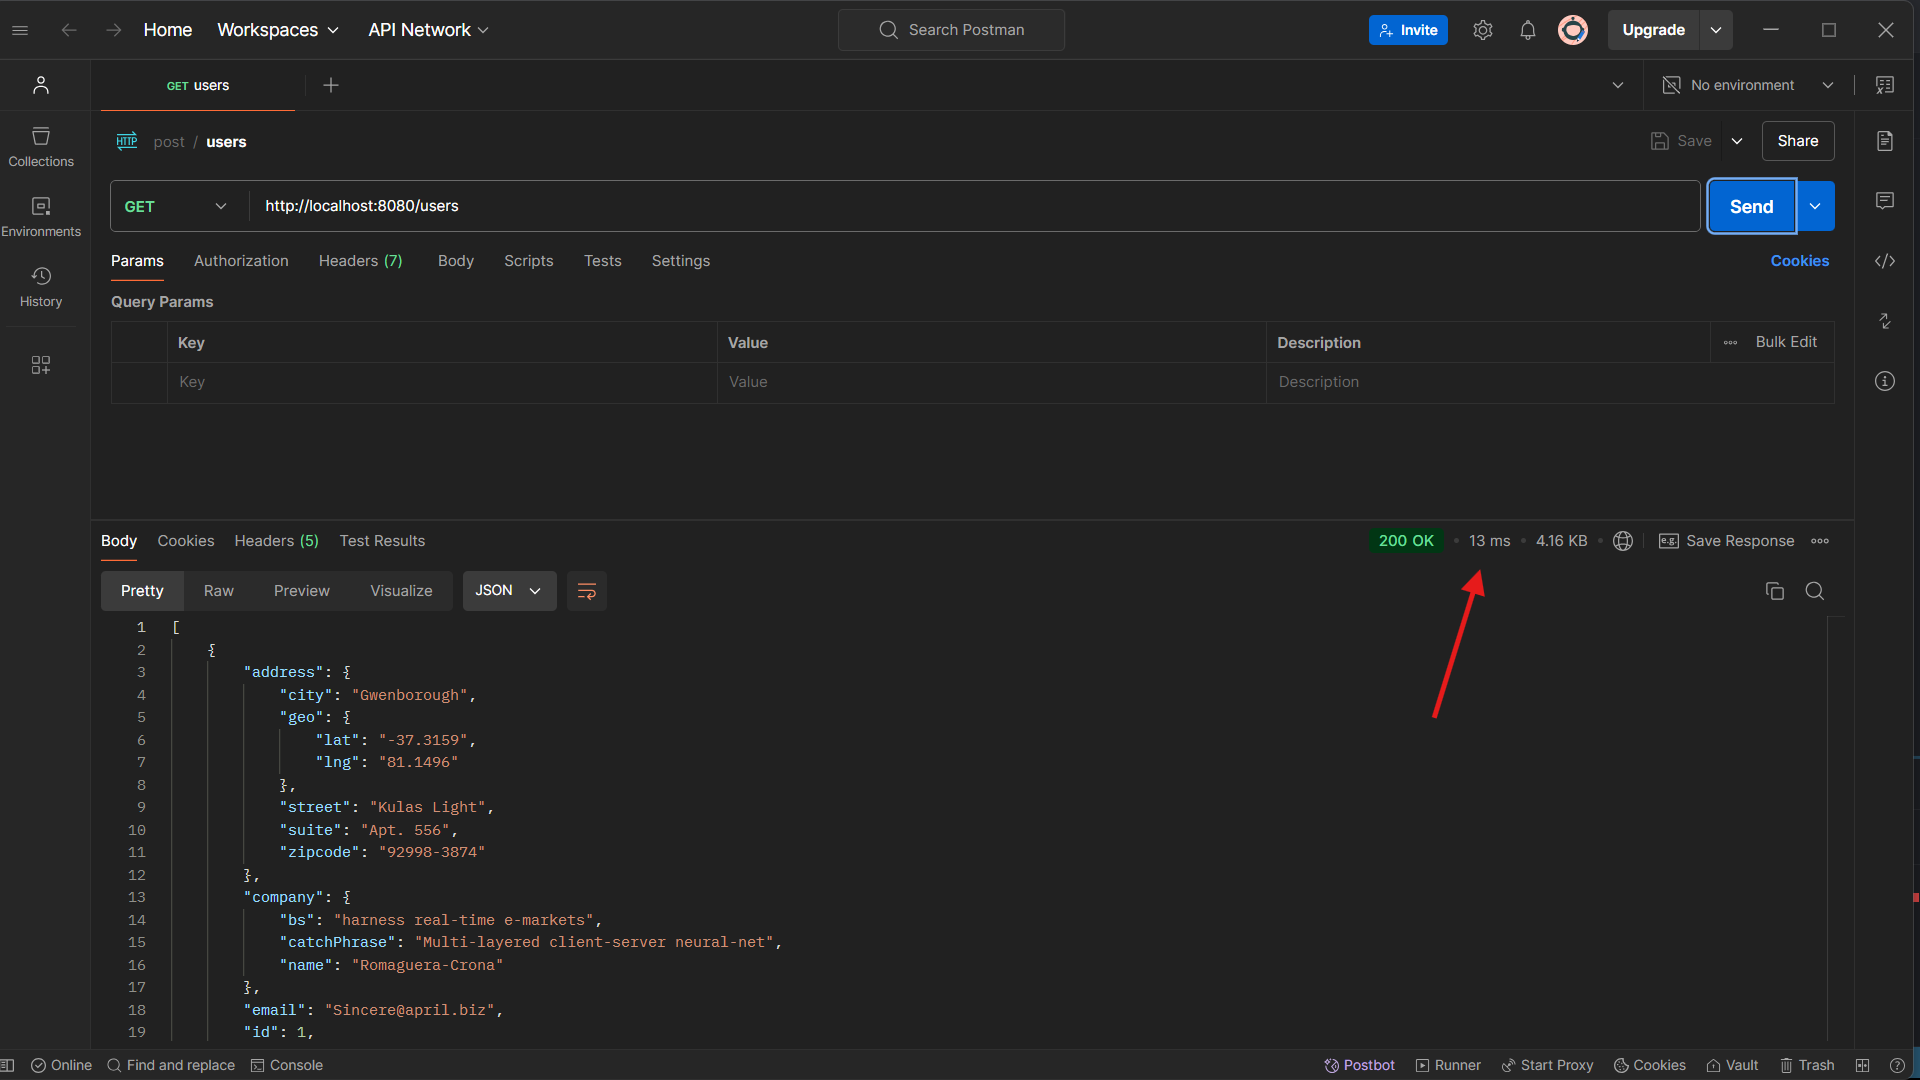 Home Workspaces API Network Search Postman Invite Upgrade
GET users No environment
HTTP post / users Save Share
Collections
GET http://localhost:8080/users Send
Environments
Params Authorization Headers (7) Body Scripts Tests Settings Cookies
History
Query Params
Key Value Description Bulk Edit
Key Value Description
Body Cookies Headers (5) Test Results 200 OK 13 ms 4.16 KB e.g. Save Response
Pretty Raw Preview Visualize JSON
1 [
2 {
3 "address": {
4 "city": "Gwenborough",
5 "geo": {
6 "lat": "-37.3159",
7 "lng": "81.1496"
8 },
9 "street": "Kulas Light",
10 "suite": "Apt. 556",
11 "zipcode": "92998-3874"
12 },
13 "company": {
14 "bs": "harness real-time e-markets",
15 "catchPhrase": "Multi-layered client-server neural-net",
16 "name": "Romaguera-Crona"
17 },
18 "email": "Sincere@april.biz",
19 "id": 1,
Online Find and replace Console Postbot Runner Start Proxy Cookies Vault Trash